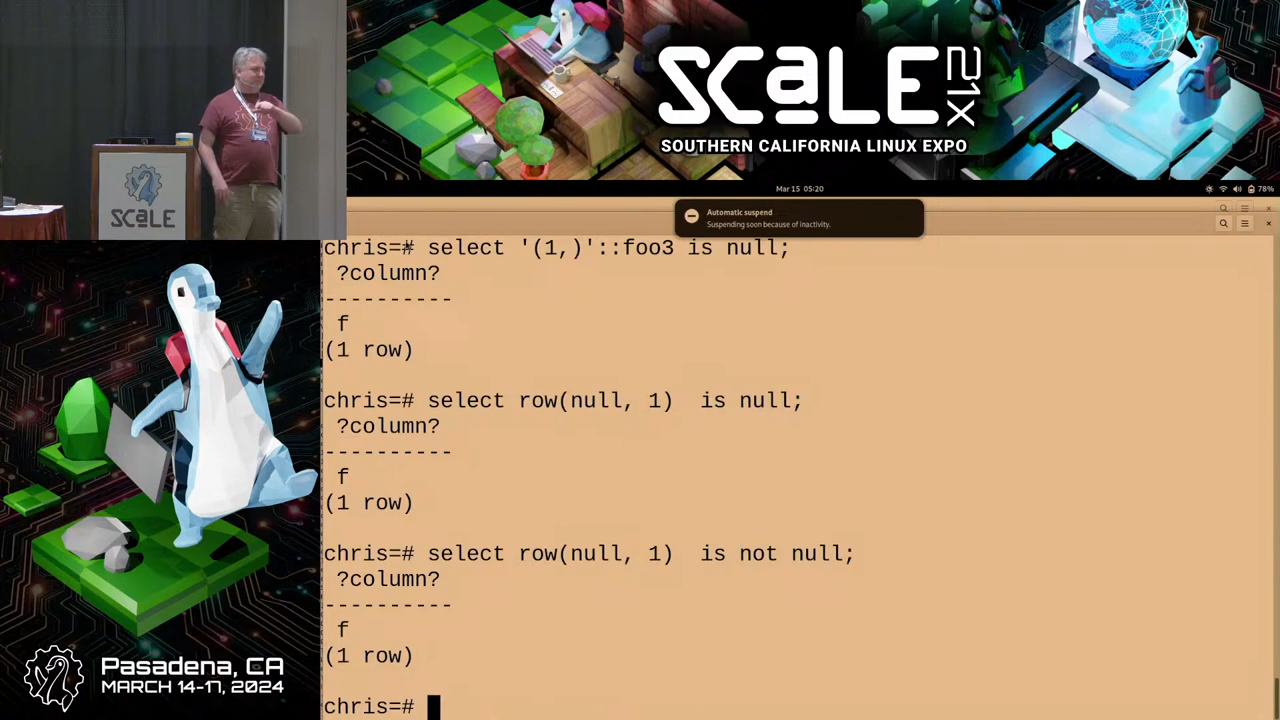 SCaLE 21X
SOUTHERN CALIFORNIA LINUX EXPO
SCaLE
Mar 15 05:20
78%
Automatic suspend
Suspending soon because of inactivity.
chris=# select '(1,)'::foo3 is null;
?column?
----------
f
(1 row)
chris=# select row(null, 1)  is null;
?column?
----------
f
(1 row)
chris=# select row(null, 1)  is not null;
?column?
----------
f
(1 row)
chris=#
Pasadena, CA
MARCH 14-17, 2024